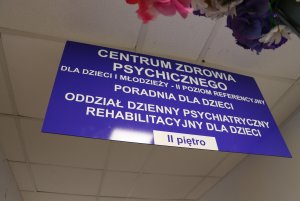 CENTRUM ZDROWIA
PSYCHICZNEGO
DLA DZIECI I MŁODZIEŻY - II POZIOM REFERENCYJNY
PORADNIA DLA DZIECI
ODDZIAŁ DZIENNY PSYCHIATRYCZNY
REHABILITACYJNY DLA DZIECI
II piętro